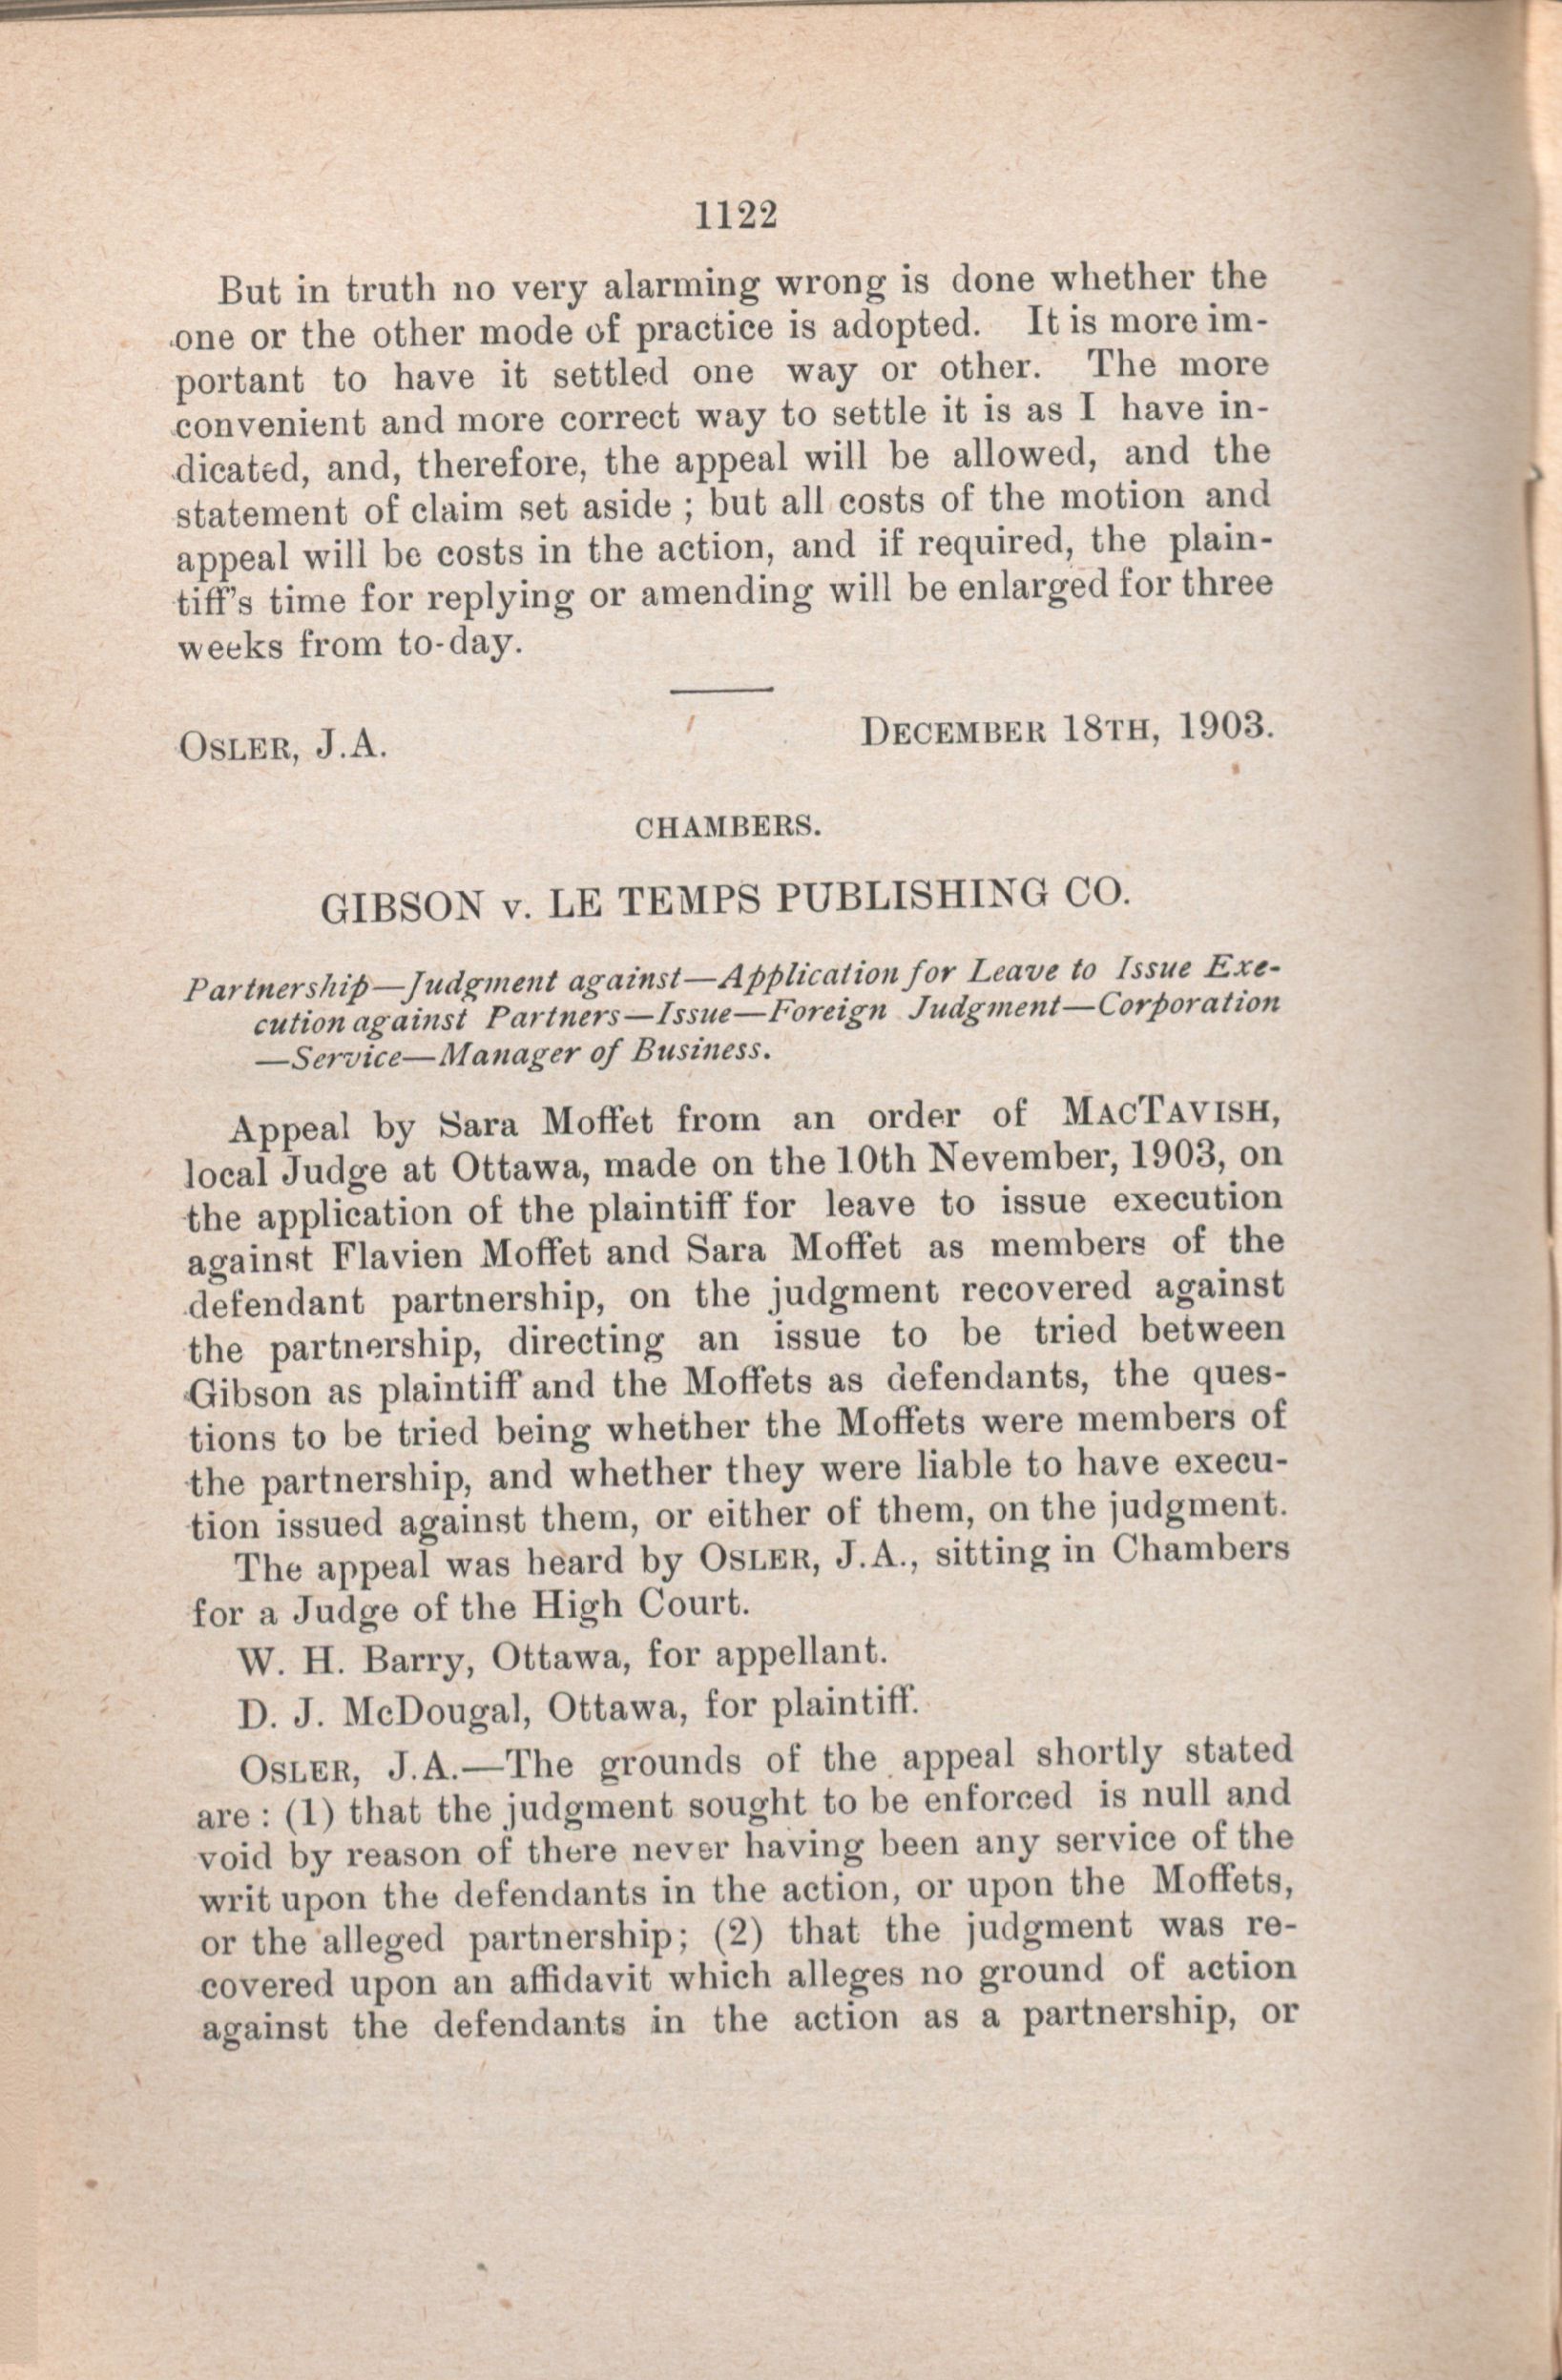 1122
But in truth no very alarming wrong is done whether the
one or the other mode of practice is adopted. It is more im-
portant to have it settled one way or other. The more
convenient and more correct way to settle it is as I have in-
dicated, and, therefore, the appeal will be allowed, and the
statement of claim set aside ; but all costs of the motion and
appeal will be costs in the action, and if required, the plain-
tiff's time for replying or amending will be enlarged for three
weeks from to-day.
OSLER, J.A. DECEMBER 18TH, 1903.
CHAMBERS.
GIBSON v. LE TEMPS PUBLISHING CO.
Partnership—Judgment against—Application for Leave to Issue Exe-
cution against Partners—Issue—Foreign Judgment—Corporation
—Service—Manager of Business.
Appeal by Sara Moffet from an order of MACTAVISH,
local Judge at Ottawa, made on the 10th Nevember, 1903, on
the application of the plaintiff for leave to issue execution
against Flavien Moffet and Sara Moffet as members of the
defendant partnership, on the judgment recovered against
the partnership, directing an issue to be tried between
Gibson as plaintiff and the Moffets as defendants, the ques-
tions to be tried being whether the Moffets were members of
the partnership, and whether they were liable to have execu-
tion issued against them, or either of them, on the judgment.
The appeal was heard by OSLER, J.A., sitting in Chambers
for a Judge of the High Court.
W. H. Barry, Ottawa, for appellant.
D. J. McDougal, Ottawa, for plaintiff.
OSLER, J.A.—The grounds of the appeal shortly stated
are : (1) that the judgment sought to be enforced is null and
void by reason of there never having been any service of the
writ upon the defendants in the action, or upon the Moffets,
or the alleged partnership; (2) that the judgment was re-
covered upon an affidavit which alleges no ground of action
against the defendants in the action as a partnership, or